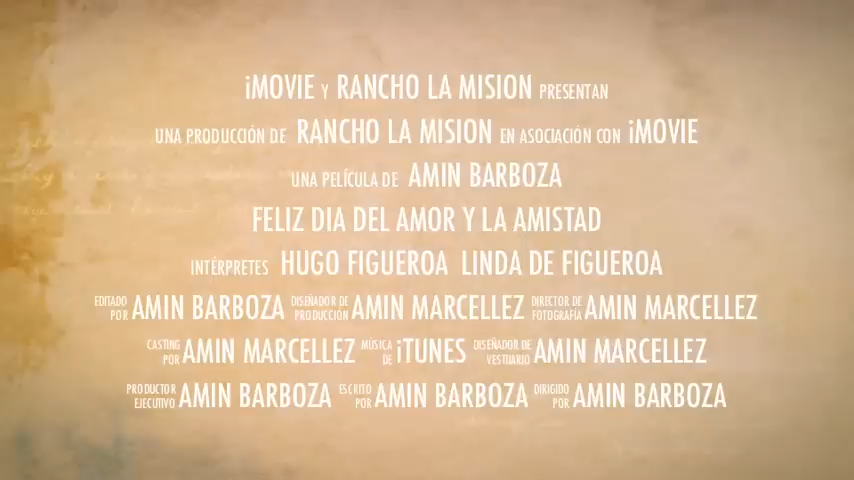 iMOVIE Y RANCHO LA MISION PRESENTAN
UNA PRODUCCIÓN DE RANCHO LA MISION EN ASOCIACIÓN CON iMOVIE
UNA PELÍCULA DE AMIN BARBOZA
FELIZ DIA DEL AMOR Y LA AMISTAD
INTÉRPRETES HUGO FIGUEROA LINDA DE FIGUEROA
EDITADO POR AMIN BARBOZA DISEÑADOR DE PRODUCCIÓN AMIN MARCELLEZ DIRECTOR DE FOTOGRAFÍA AMIN MARCELLEZ
CASTING POR AMIN MARCELLEZ MÚSICA DE iTUNES DISEÑADOR DE VESTUARIO AMIN MARCELLEZ
PRODUCTOR EJECUTIVO AMIN BARBOZA ESCRITO POR AMIN BARBOZA DIRIGIDO POR AMIN BARBOZA